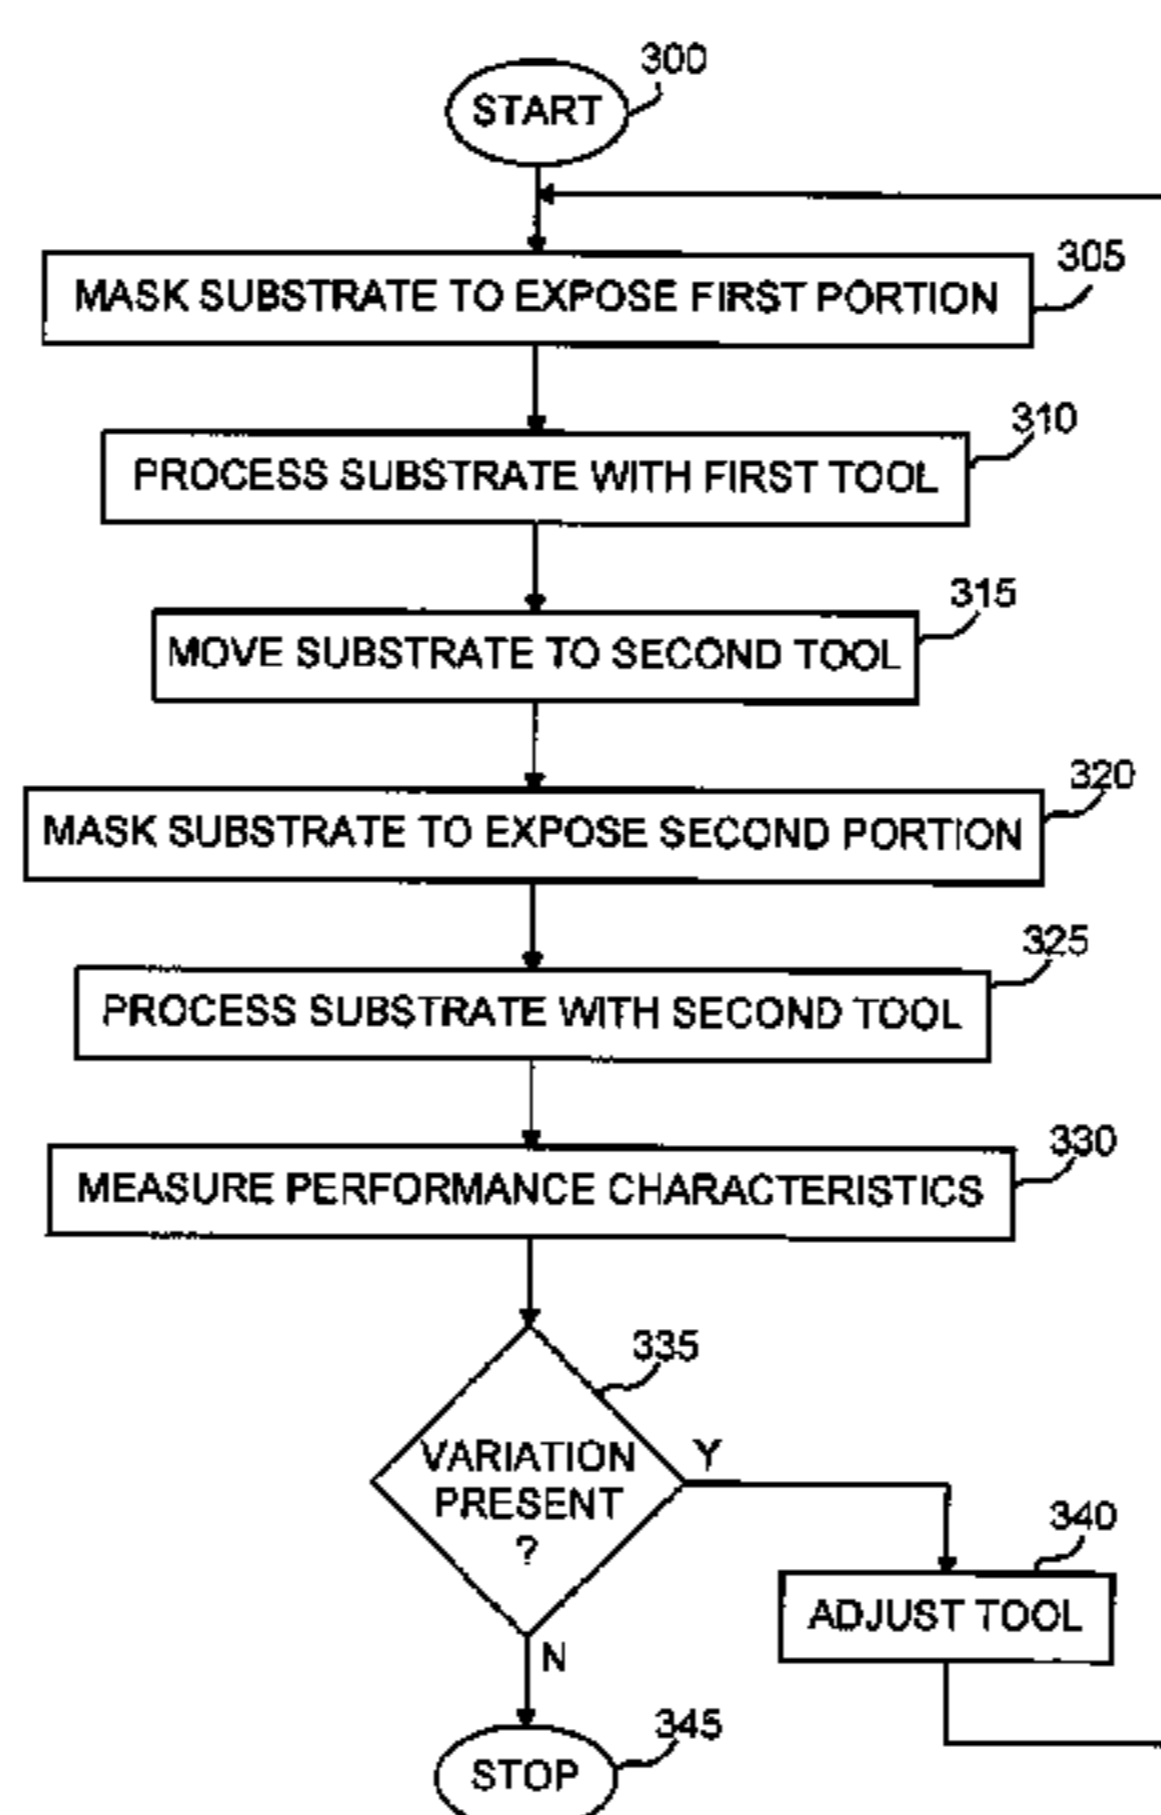 300
START
305
MASK SUBSTRATE TO EXPOSE FIRST PORTION
310
PROCESS SUBSTRATE WITH FIRST TOOL
315
MOVE SUBSTRATE TO SECOND TOOL
320
MASK SUBSTRATE TO EXPOSE SECOND PORTION
325
PROCESS SUBSTRATE WITH SECOND TOOL
330
MEASURE PERFORMANCE CHARACTERISTICS
335
VARIATION
PRESENT
?
Y
340
ADJUST TOOL
N
345
STOP